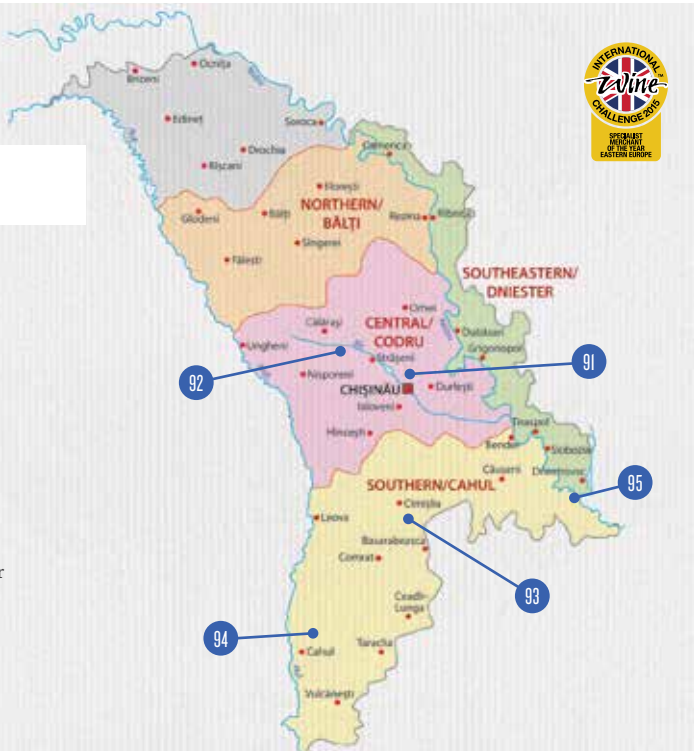 INTERNATIONAL
Wine
CHALLENGE 2015
SPECIALIST
MERCHANT
OF THE YEAR
EASTERN EUROPE
Ocnița
Briceni
Edineț
Soroca
Drochia
Rîșcani
Camenca
Florești
NORTHERN/
BĂLȚI
Glodeni
Bălți
Rezina
Rîbnița
Sîngerei
Fălești
SOUTHEASTERN/
DNIESTER
Orhei
Călărași
CENTRAL/
CODRU
Dubăsari
Ungheni
Strășeni
Grigoriopol
92
91
Nisporeni
CHIȘINĂU
Durlești
Ialoveni
Hîncești
Tiraspol
Bender
Slobozia
Căușeni
Dnestrovsc
SOUTHERN/CAHUL
95
Cimișlia
Leova
Basarabeasca
Comrat
r
93
Ceadîr-
Lunga
94
Cahul
Taraclia
Vulcănești